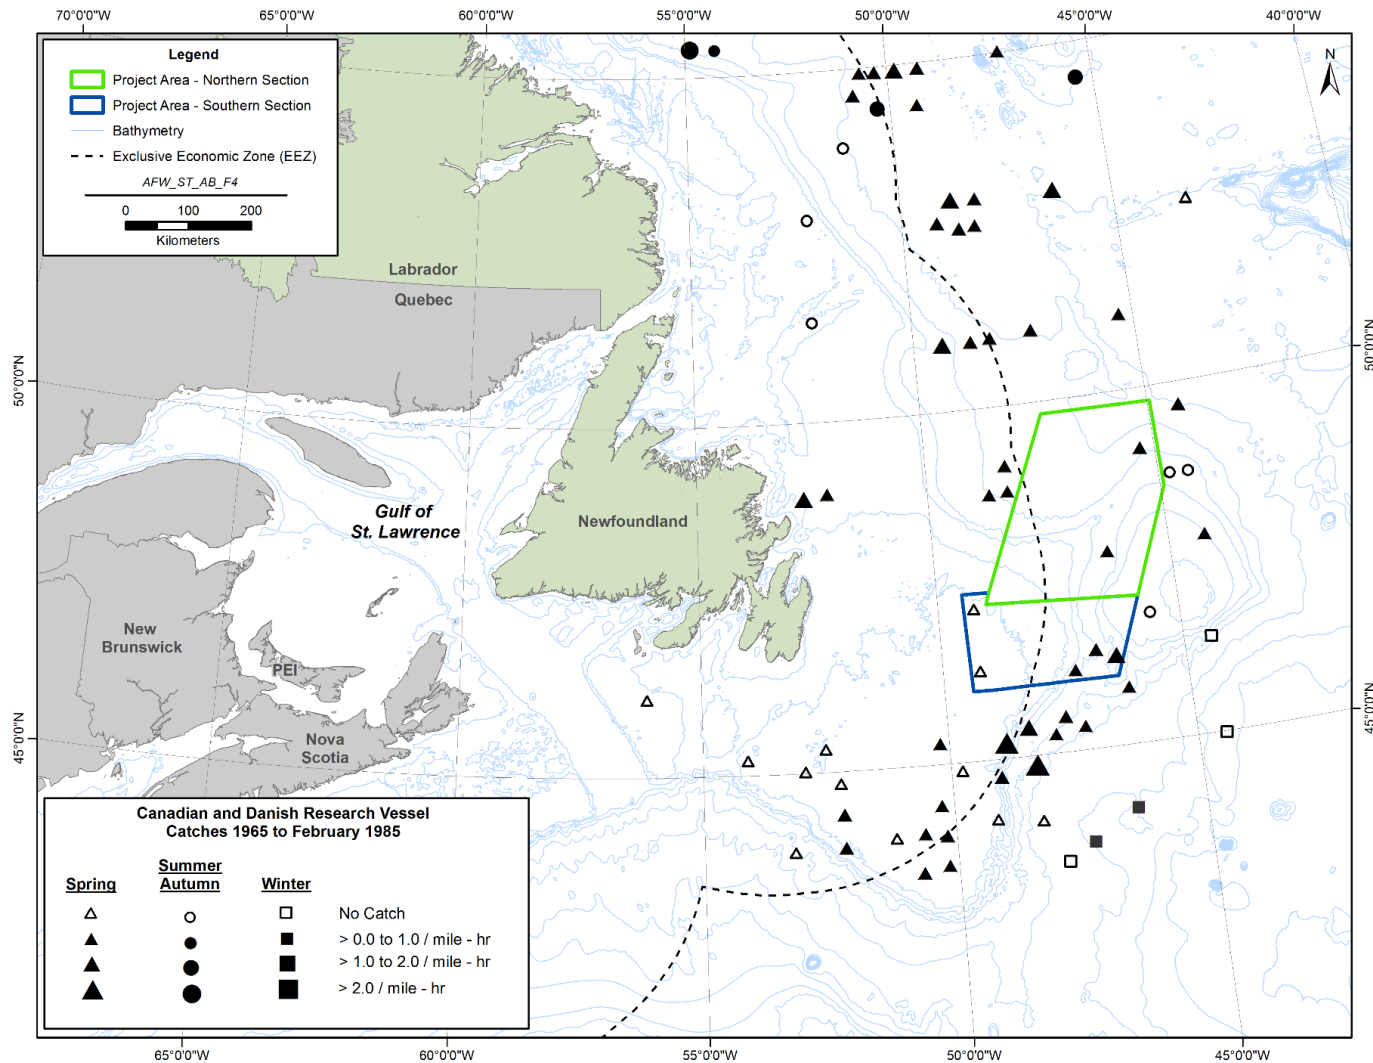 70°0'0"W 65°0'0"W 60°0'0"W 55°0'0"W 50°0'0"W 45°0'0"W 40°0'0"W
Legend
Project Area - Northern Section
Project Area - Southern Section
Bathymetry
Exclusive Economic Zone (EEZ)
AFW_ST_AB_F4
0 100 200
Kilometers
N
Labrador
Quebec
50°0'0"N
50°0'0"N
Gulf of
St. Lawrence
Newfoundland
New
Brunswick
PEI
Nova
Scotia
45°0'0"N
45°0'0"N
Canadian and Danish Research Vessel
Catches 1965 to February 1985
Summer
Spring Autumn Winter
No Catch
> 0.0 to 1.0 / mile - hr
> 1.0 to 2.0 / mile - hr
> 2.0 / mile - hr
65°0'0"W 60°0'0"W 55°0'0"W 50°0'0"W 45°0'0"W